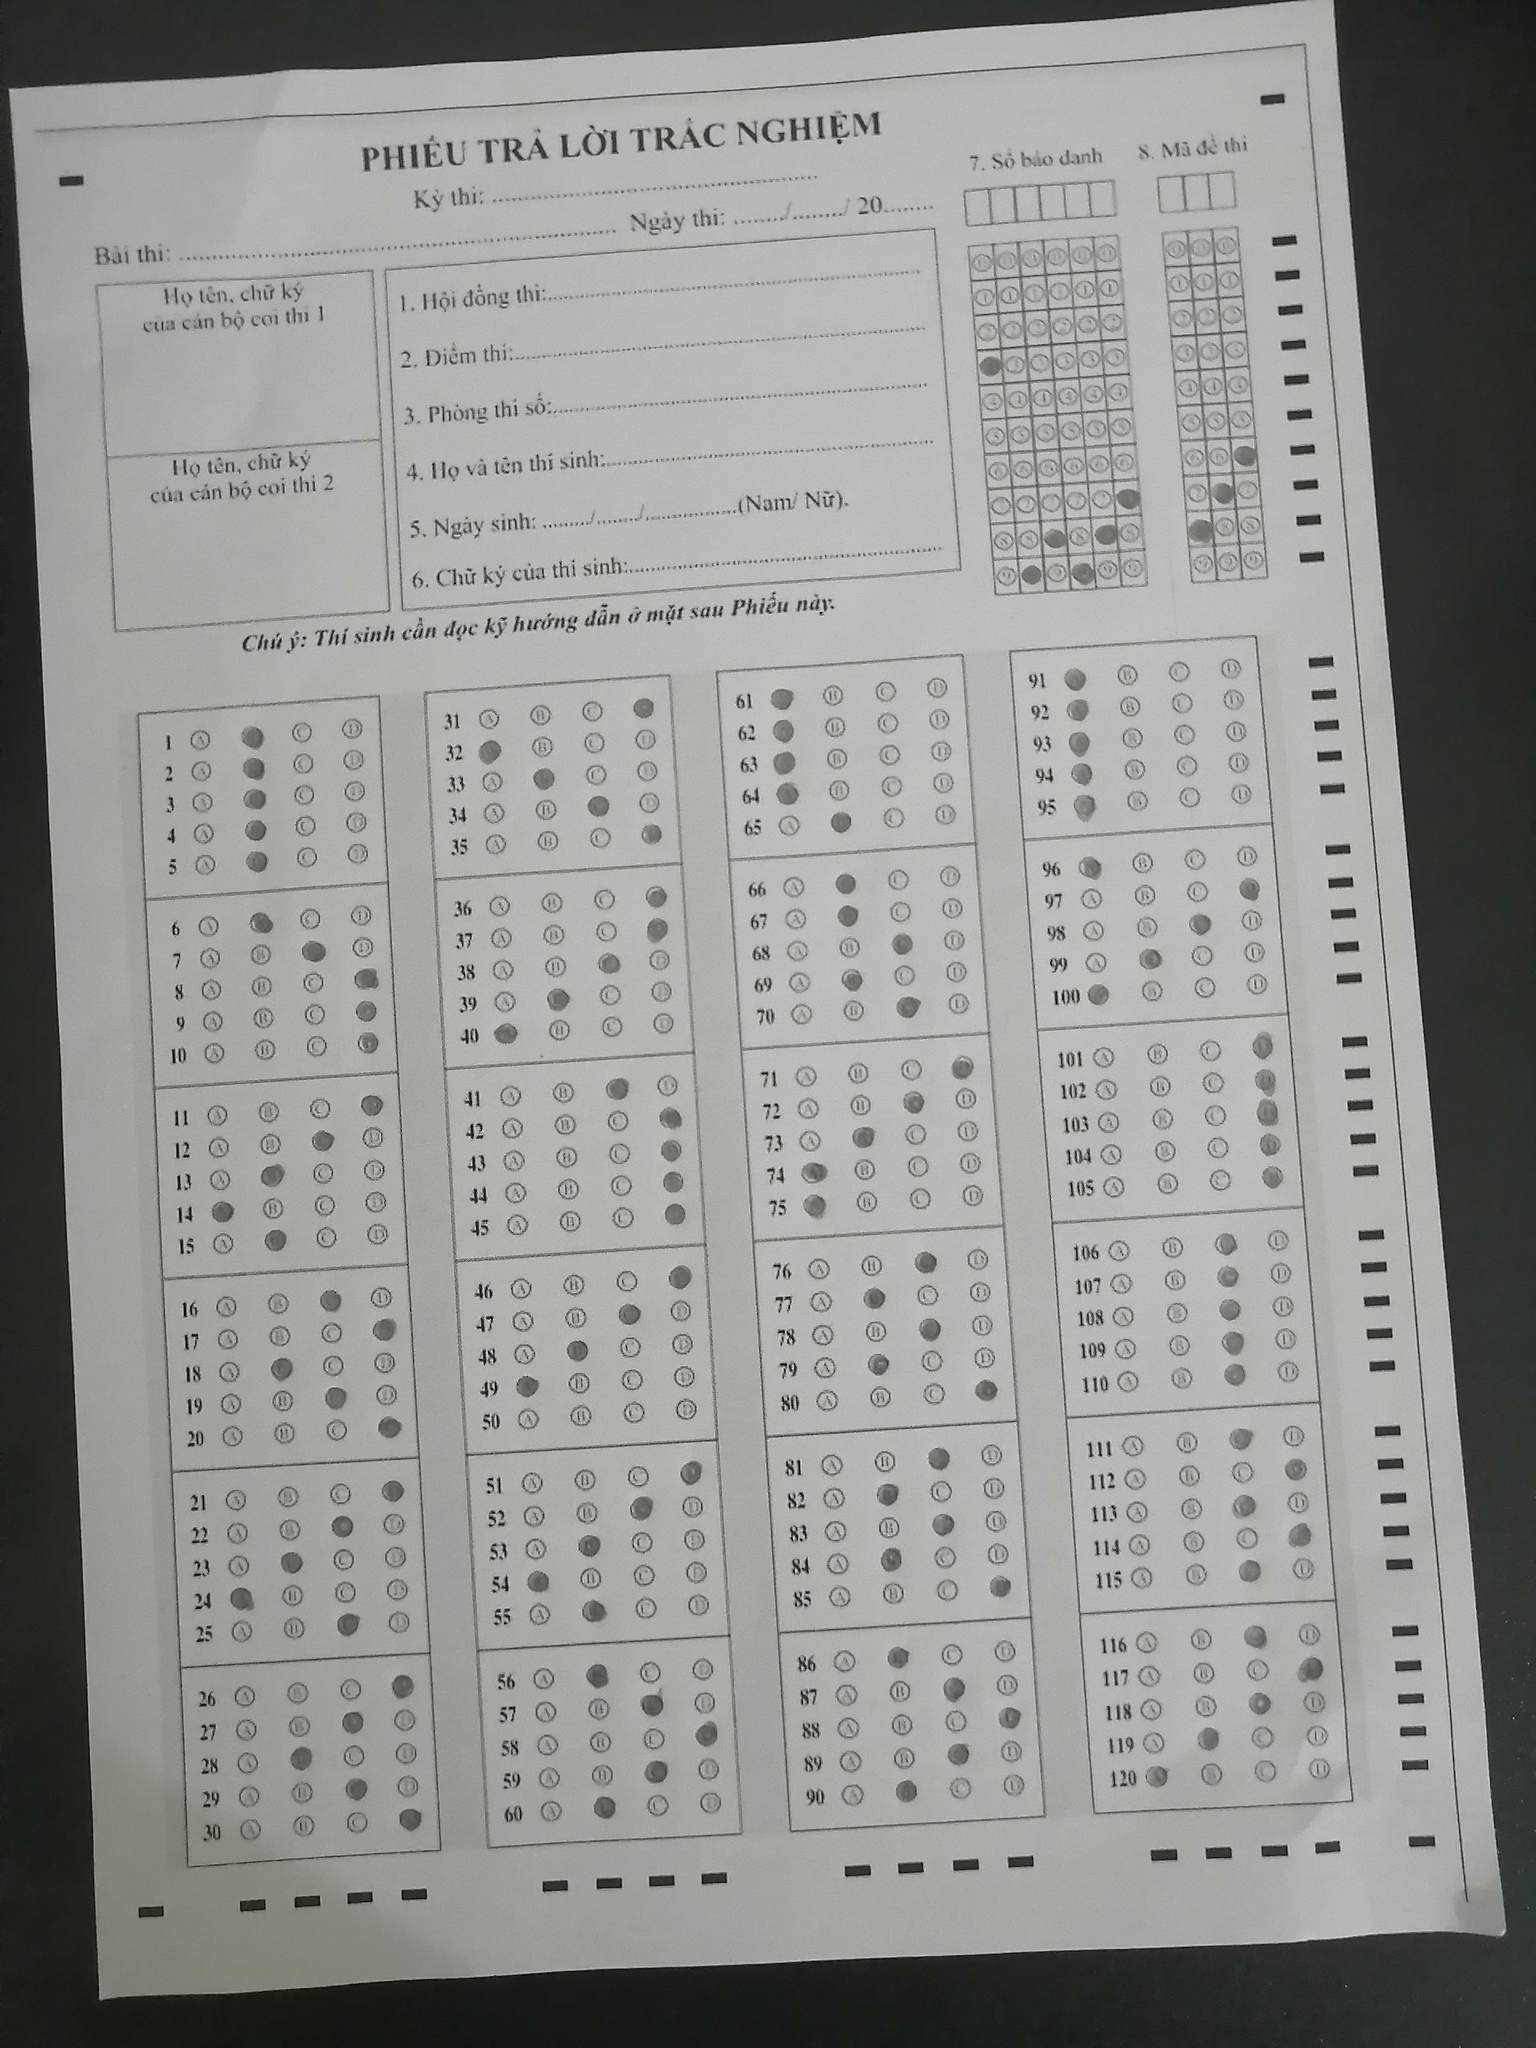 PHIẾU TRẢ LỜI TRẮC NGHIỆM
Kỳ thi: ........................................
Bài thi: ........................................ Ngày thi: ......../......../ 20........
7. Số báo danh
8. Mã đề thi
Họ tên, chữ ký
của cán bộ coi thi 1
Họ tên, chữ ký
của cán bộ coi thi 2
1. Hội đồng thi:........................................
2. Điểm thi:........................................
3. Phòng thi số:........................................
4. Họ và tên thí sinh:........................................
5. Ngày sinh: ......../......../................(Nam/ Nữ).
6. Chữ ký của thí sinh:........................................
Chú ý: Thí sinh cần đọc kỹ hướng dẫn ở mặt sau Phiếu này.
1 A C D
2 A C D
3 A C D
4 A C D
5 A C D
6 A C D
7 A B D
8 A B C
9 A B C
10 A B C
11 A B C
12 A B D
13 A C D
14 B C D
15 A C D
16 A B D
17 A B C
18 A C D
19 A B D
20 A B C
21 A B C
22 A B D
23 A C D
24 B C D
25 A B D
26 A B C
27 A B D
28 A C D
29 A B D
30 A B C
31 A B C
32 B C D
33 A C D
34 A B D
35 A B C
36 A B C
37 A B C
38 A B D
39 A C D
40 B C D
41 A B D
42 A B C
43 A B C
44 A B C
45 A B C
46 A B C
47 A B D
48 A C D
49 B C D
50 A B C D
51 A B C
52 A B D
53 A C D
54 B C D
55 A C D
56 A C D
57 A B D
58 A B C
59 A B D
60 A C D
61 B C D
62 B C D
63 B C D
64 B C D
65 A C D
66 A C D
67 A C D
68 A B D
69 A C D
70 A B D
71 A B C
72 A B D
73 A C D
74 B C D
75 B C D
76 A B D
77 A C D
78 A B D
79 A C D
80 A B C
81 A B D
82 A C D
83 A B D
84 A C D
85 A B C
86 A C D
87 A B D
88 A B C
89 A B D
90 A C D
91 B C D
92 B C D
93 B C D
94 B C D
95 B C D
96 B C D
97 A B C
98 A B D
99 A C D
100 B C D
101 A B C
102 A B C
103 A B C
104 A B C
105 A B C
106 A B D
107 A B D
108 A B D
109 A B D
110 A B D
111 A B D
112 A B C
113 A B D
114 A B C
115 A B D
116 A B D
117 A B C
118 A B D
119 A C D
120 B C D